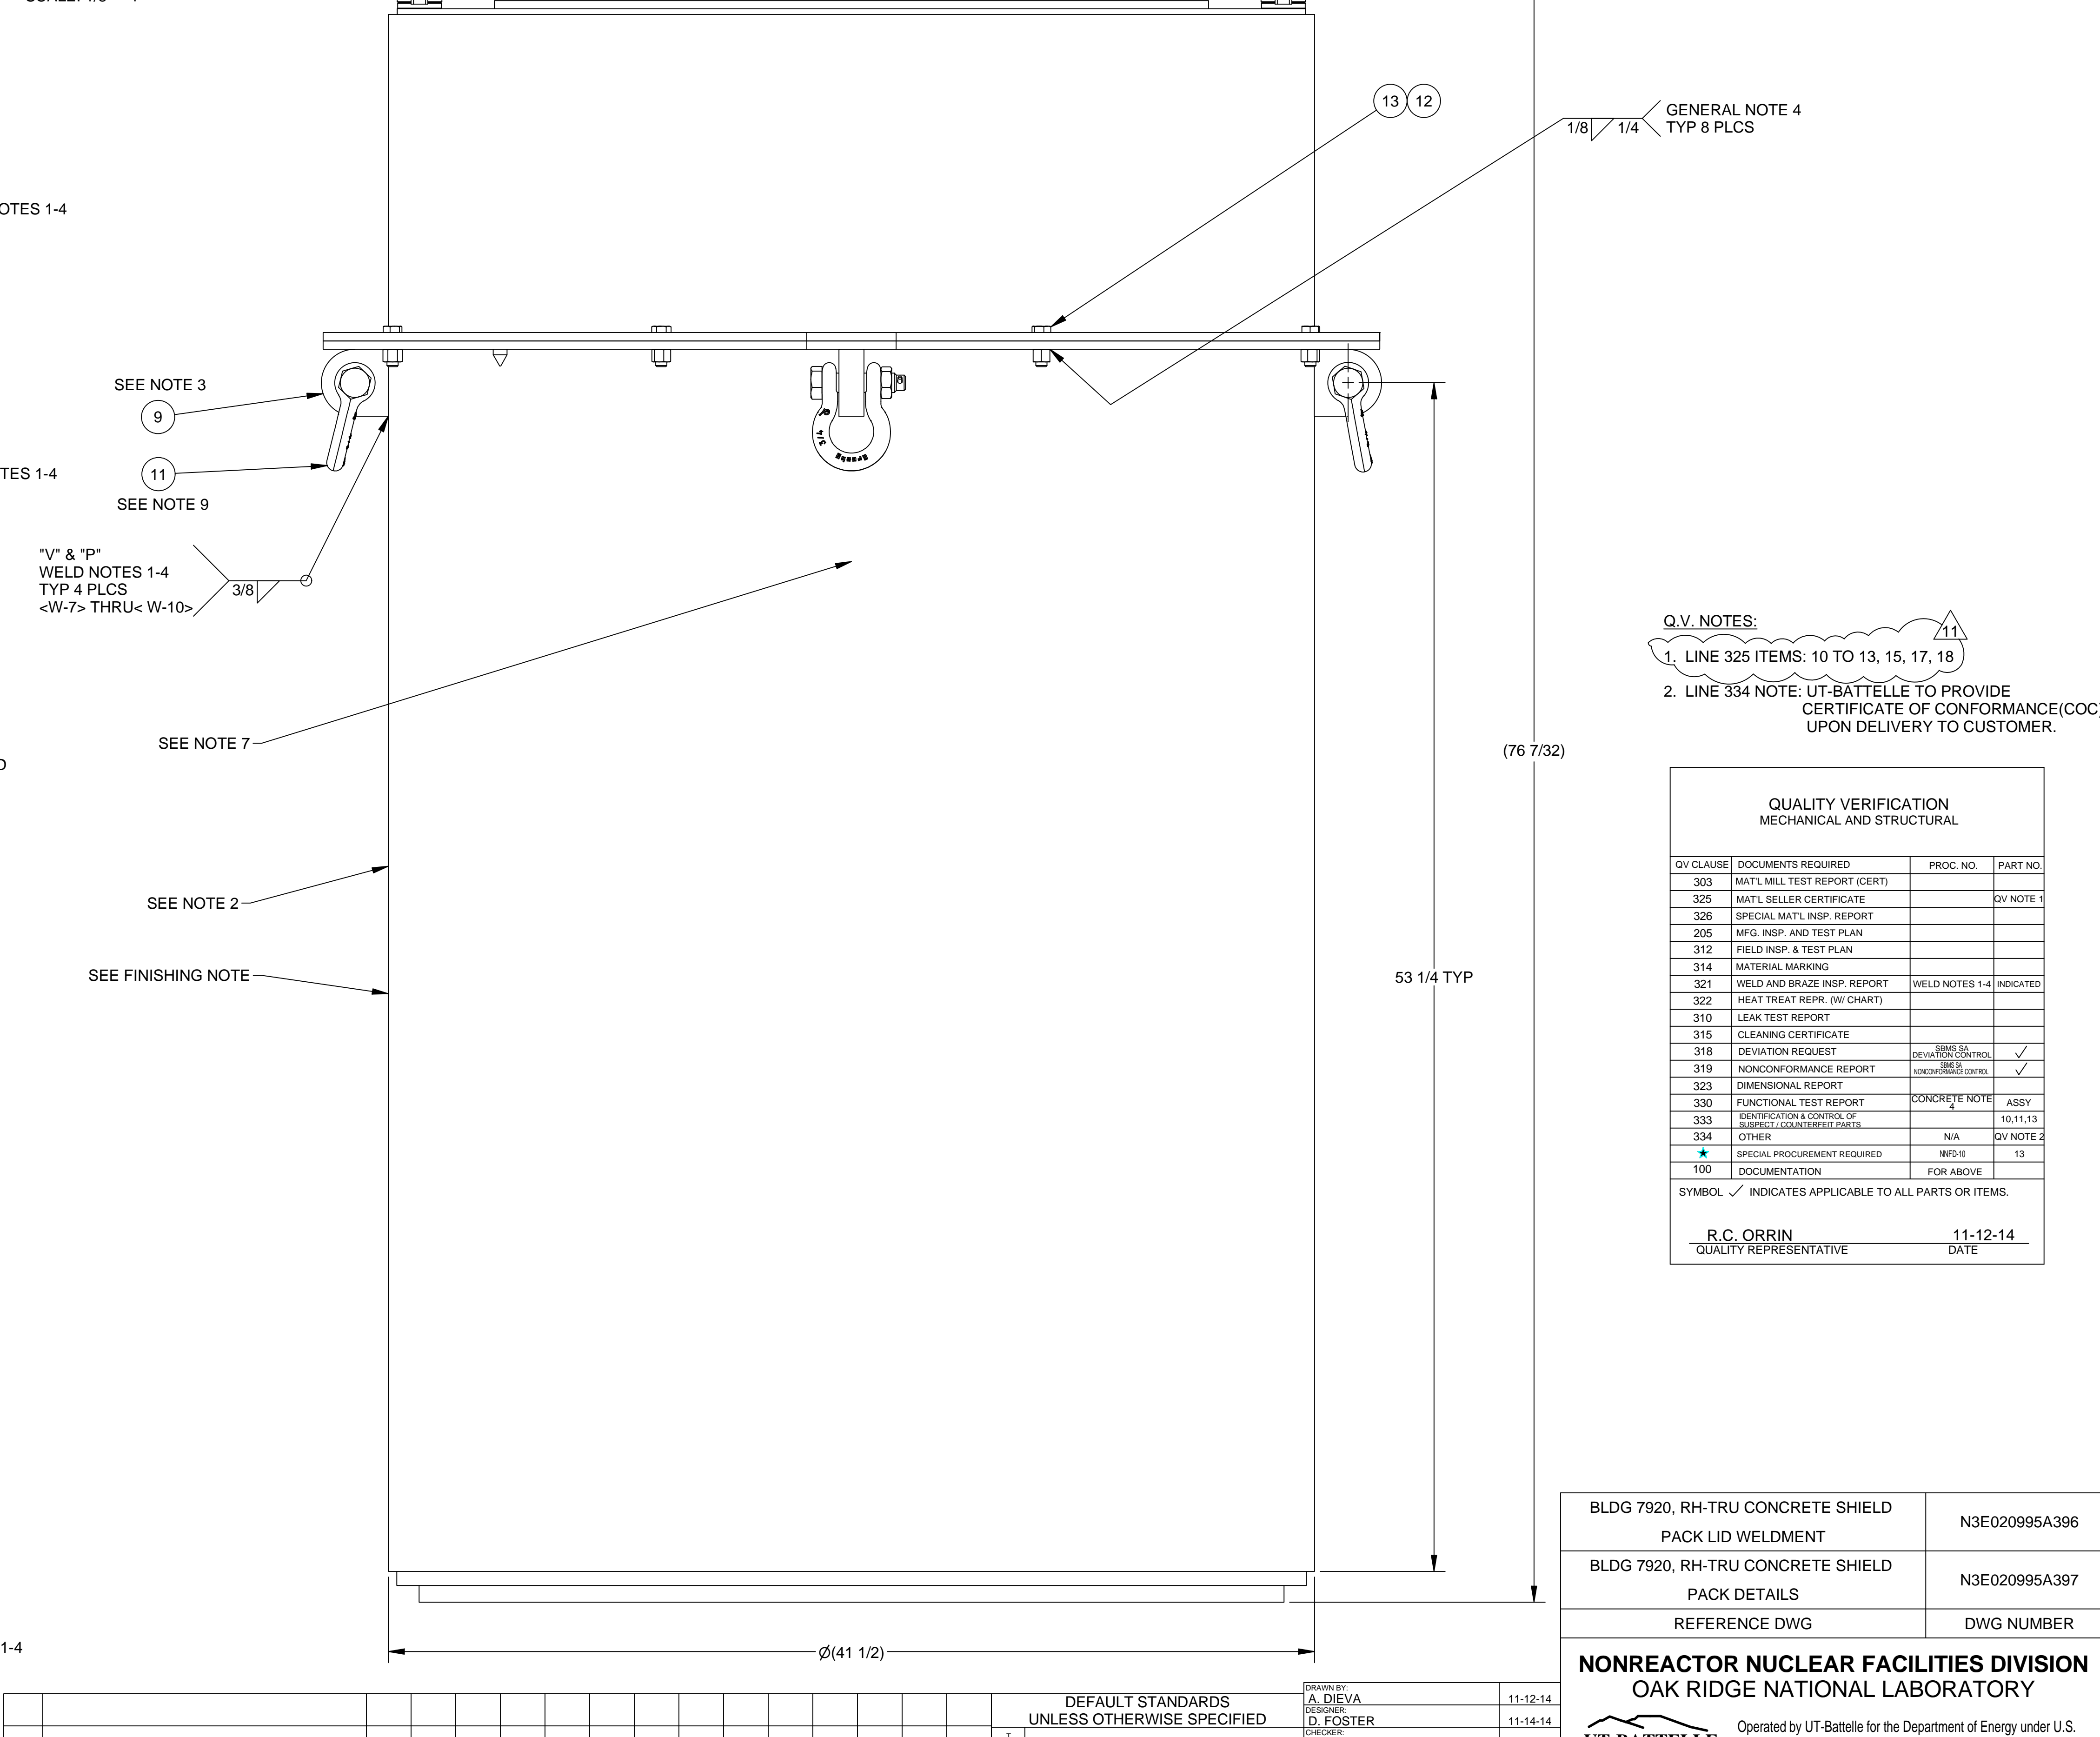 OTES 1-4
13 12
1/8 1/4
GENERAL NOTE 4
TYP 8 PLCS
SEE NOTE 3
9
11
SEE NOTE 9
TES 1-4
"V" & "P"
WELD NOTES 1-4
TYP 4 PLCS
<W-7> THRU< W-10>
3/8
Q.V. NOTES:
11
1. LINE 325 ITEMS: 10 TO 13, 15, 17, 18
2. LINE 334 NOTE: UT-BATTELLE TO PROVIDE
CERTIFICATE OF CONFORMANCE(COC)
UPON DELIVERY TO CUSTOMER.
SEE NOTE 7
(76 7/32)
SEE NOTE 2
SEE FINISHING NOTE
53 1/4 TYP
QUALITY VERIFICATION
MECHANICAL AND STRUCTURAL
QV CLAUSE DOCUMENTS REQUIRED PROC. NO. PART NO.
303 MAT'L MILL TEST REPORT (CERT)
325 MAT'L SELLER CERTIFICATE QV NOTE 1
326 SPECIAL MAT'L INSP. REPORT
205 MFG. INSP. AND TEST PLAN
312 FIELD INSP. & TEST PLAN
314 MATERIAL MARKING
321 WELD AND BRAZE INSP. REPORT WELD NOTES 1-4 INDICATED
322 HEAT TREAT REPR. (W/ CHART)
310 LEAK TEST REPORT
315 CLEANING CERTIFICATE
318 DEVIATION REQUEST SBMS SA DEVIATION CONTROL ✓
319 NONCONFORMANCE REPORT SBMS SA NONCONFORMANCE CONTROL ✓
323 DIMENSIONAL REPORT
330 FUNCTIONAL TEST REPORT CONCRETE NOTE 4 ASSY
333 IDENTIFICATION & CONTROL OF SUSPECT / COUNTERFEIT PARTS 10,11,13
334 OTHER N/A QV NOTE 2
★ SPECIAL PROCUREMENT REQUIRED NNFD-10 13
100 DOCUMENTATION FOR ABOVE
SYMBOL ✓ INDICATES APPLICABLE TO ALL PARTS OR ITEMS.
R.C. ORRIN 11-12-14
QUALITY REPRESENTATIVE DATE
1-4
Ø(41 1/2)
BLDG 7920, RH-TRU CONCRETE SHIELD
PACK LID WELDMENT
N3E020995A396
BLDG 7920, RH-TRU CONCRETE SHIELD
PACK DETAILS
N3E020995A397
REFERENCE DWG DWG NUMBER
NONREACTOR NUCLEAR FACILITIES DIVISION
OAK RIDGE NATIONAL LABORATORY
Operated by UT-Battelle for the Department of Energy under U.S.
UT-BATTELLE
DEFAULT STANDARDS
UNLESS OTHERWISE SPECIFIED
DRAWN BY:
A. DIEVA 11-12-14
DESIGNER:
D. FOSTER 11-14-14
CHECKER: